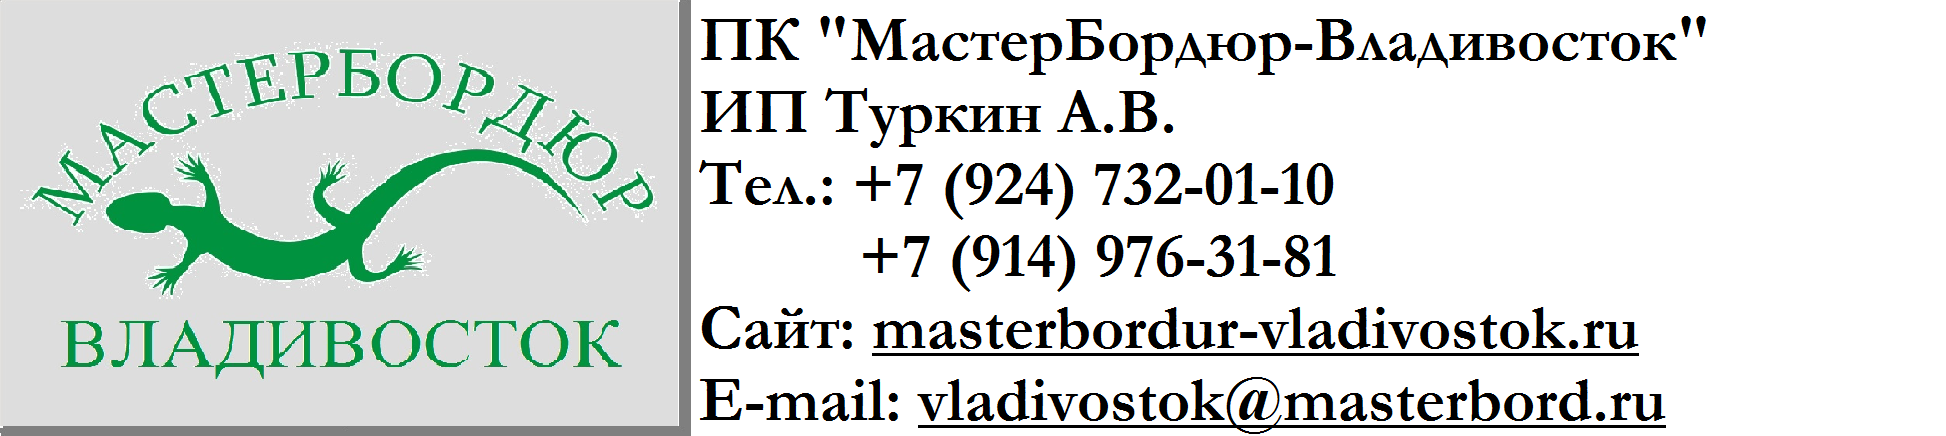 МАСТЕРБОРДЮР
ВЛАДИВОСТОК
ПК "МастерБордюр-Владивосток"
ИП Туркин А.В.
Тел.: +7 (924) 732-01-10
+7 (914) 976-31-81
Сайт: masterbordur-vladivostok.ru
E-mail: vladivostok@masterbord.ru